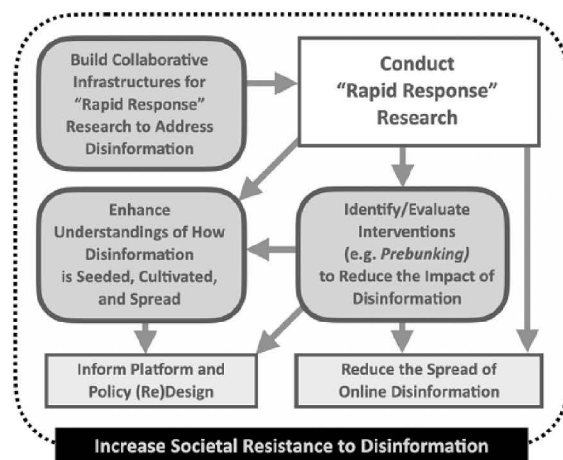 Build Collaborative
Infrastructures for
“Rapid Response”
Research to Address
Disinformation
Conduct
“Rapid Response”
Research
Enhance
Understandings of How
Disinformation
is Seeded, Cultivated,
and Spread
Identify/Evaluate
Interventions
(e.g. Prebunking)
to Reduce the Impact of
Disinformation
Inform Platform and
Policy (Re)Design
Reduce the Spread of
Online Disinformation
Increase Societal Resistance to Disinformation